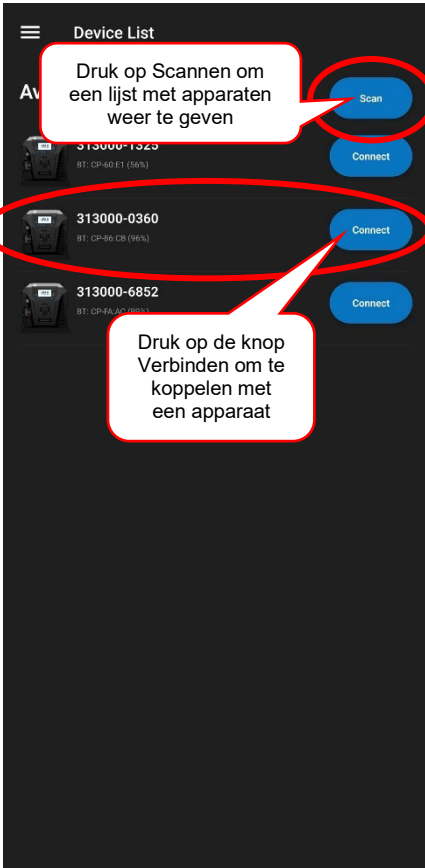 Device List
Druk op Scannen om
een lijst met apparaten
weer te geven
Scan
313000-1325
BT: CP-60:E1 (56%)
Connect
313000-0360
BT: CP-86:CB (96%)
Connect
313000-6852
BT: CP-FA:AC (99%)
Connect
Druk op de knop
Verbinden om te
koppelen met
een apparaat